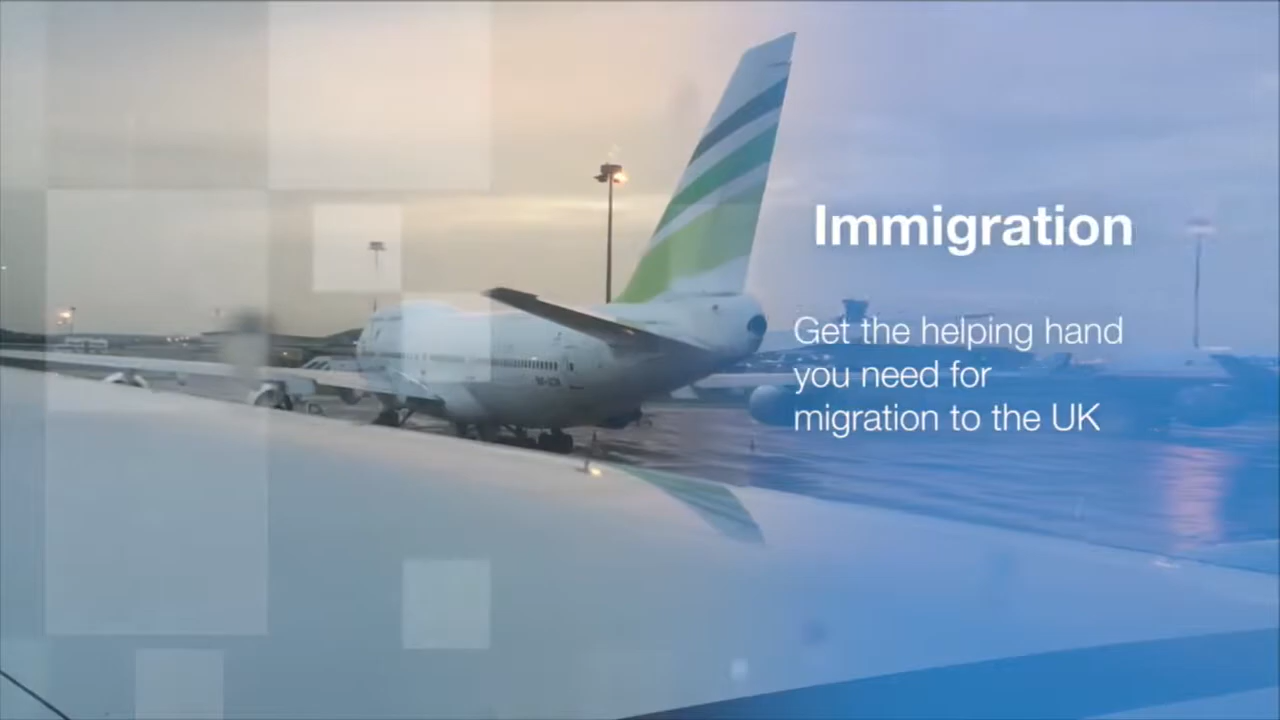 Immigration
Get the helping hand
you need for
migration to the UK